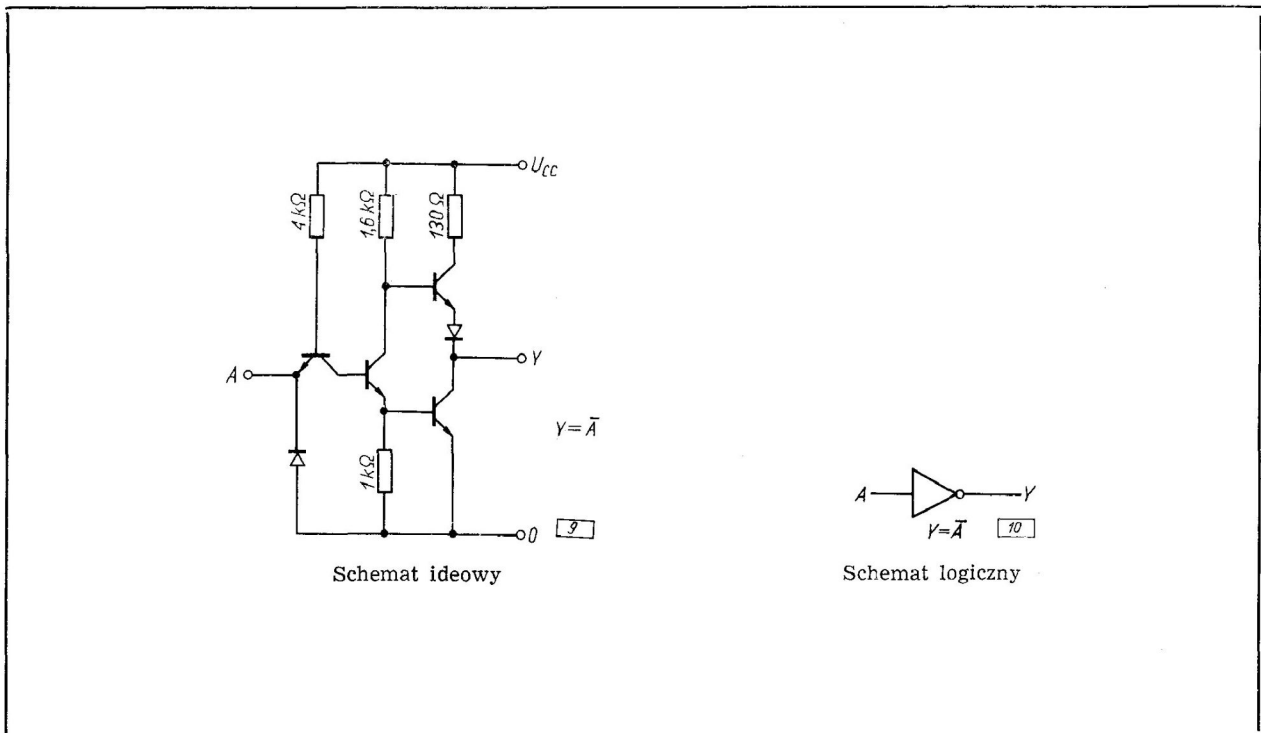 U_CC
4 kΩ
1,6 kΩ
130 Ω
A
Y
Y=Ā
1 kΩ
0
9
Schemat ideowy
A
Y
Y=Ā
10
Schemat logiczny